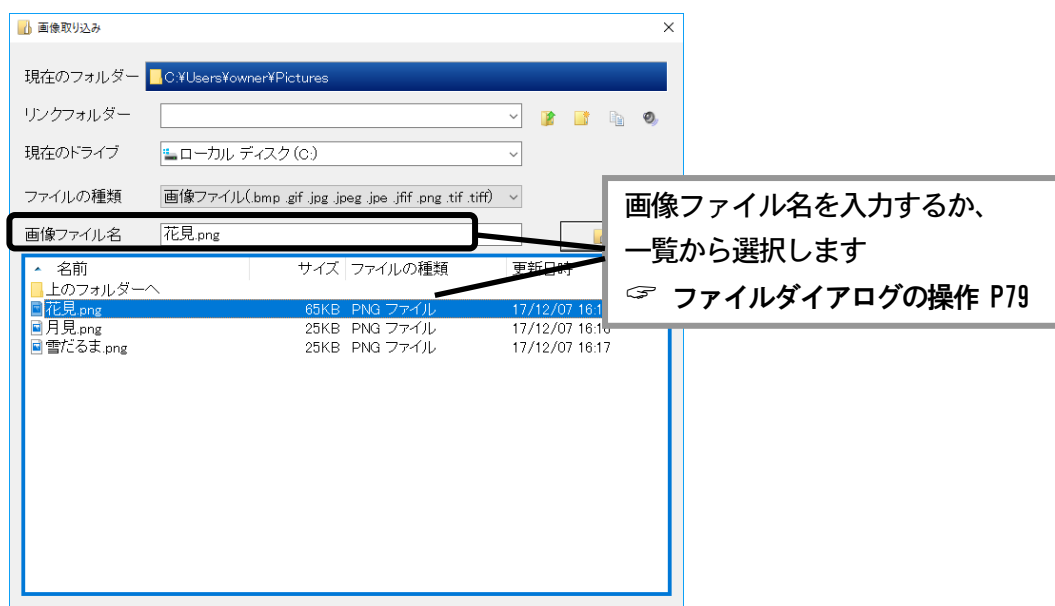 画像取り込み
現在のフォルダー C:¥Users¥owner¥Pictures
リンクフォルダー
現在のドライブ ローカル ディスク (C:)
ファイルの種類 画像ファイル(.bmp .gif .jpg .jpeg .jpe .jfif .png .tif .tiff)
画像ファイル名 花見.png
名前 サイズ ファイルの種類 更新日時
上のフォルダーへ
花見.png 65KB PNG ファイル 17/12/07
月見.png 25KB PNG ファイル 17/12/07 16:16
雪だるま.png 25KB PNG ファイル 17/12/07 16:17
画像ファイル名を入力するか、
一覧から選択します
☞ ファイルダイアログの操作 P79